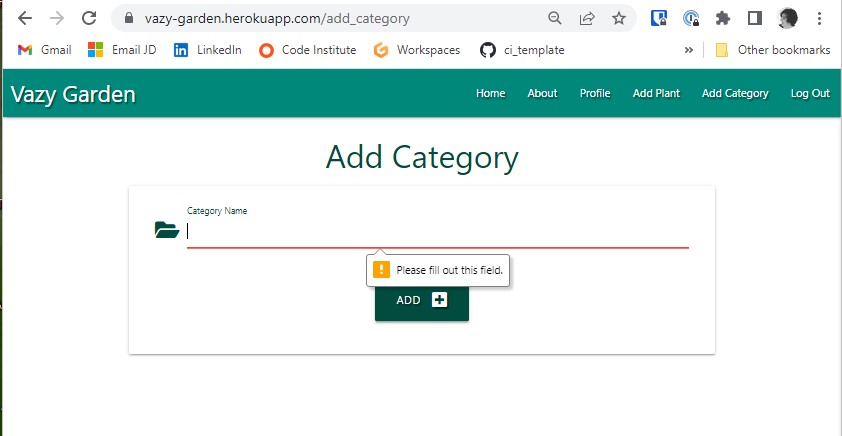 vazy-garden.herokuapp.com/add_category
Gmail Email JD LinkedIn Code Institute Workspaces ci_template » Other bookmarks
Vazy Garden Home About Profile Add Plant Add Category Log Out
Add Category
Category Name
Please fill out this field.
ADD